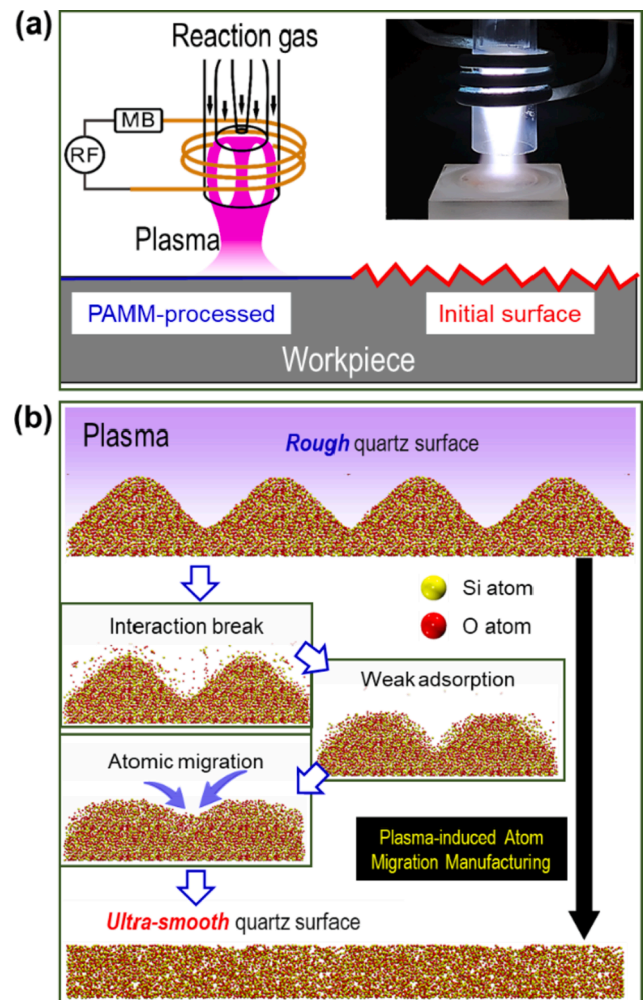 (a)
Reaction gas
MB
RF
Plasma
PAMM-processed
Initial surface
Workpiece
(b)
Plasma
Rough quartz surface
Si atom
O atom
Interaction break
Weak adsorption
Atomic migration
Plasma-induced Atom
Migration Manufacturing
Ultra-smooth quartz surface